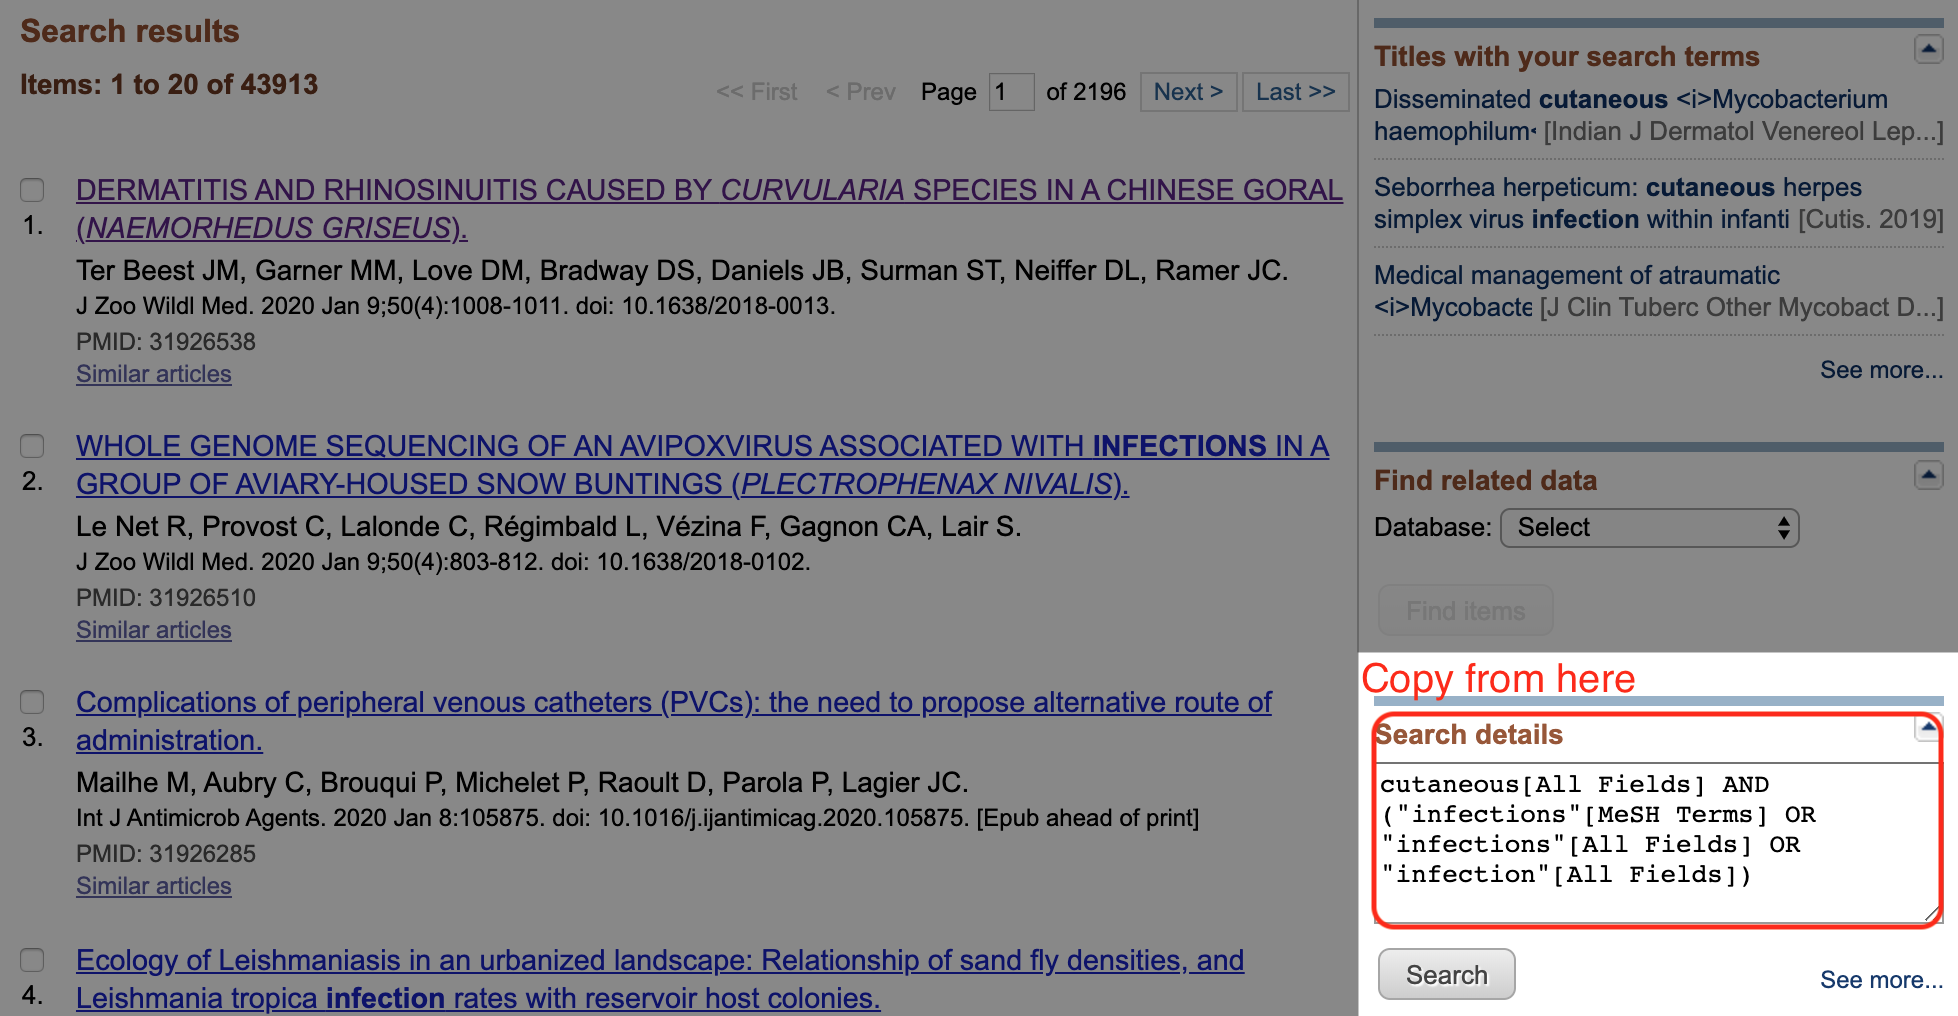 Search results
Items: 1 to 20 of 43913
<< First < Prev Page 1 of 2196 Next > Last >>
1.
DERMATITIS AND RHINOSINUITIS CAUSED BY CURVULARIA SPECIES IN A CHINESE GORAL
(NAEMORHEDUS GRISEUS).
Ter Beest JM, Garner MM, Love DM, Bradway DS, Daniels JB, Surman ST, Neiffer DL, Ramer JC.
J Zoo Wildl Med. 2020 Jan 9;50(4):1008-1011. doi: 10.1638/2018-0013.
PMID: 31926538
Similar articles
2.
WHOLE GENOME SEQUENCING OF AN AVIPOXVIRUS ASSOCIATED WITH INFECTIONS IN A
GROUP OF AVIARY-HOUSED SNOW BUNTINGS (PLECTROPHENAX NIVALIS).
Le Net R, Provost C, Lalonde C, Régimbald L, Vézina F, Gagnon CA, Lair S.
J Zoo Wildl Med. 2020 Jan 9;50(4):803-812. doi: 10.1638/2018-0102.
PMID: 31926510
Similar articles
3.
Complications of peripheral venous catheters (PVCs): the need to propose alternative route of
administration.
Mailhe M, Aubry C, Brouqui P, Michelet P, Raoult D, Parola P, Lagier JC.
Int J Antimicrob Agents. 2020 Jan 8:105875. doi: 10.1016/j.ijantimicag.2020.105875. [Epub ahead of print]
PMID: 31926285
Similar articles
4.
Ecology of Leishmaniasis in an urbanized landscape: Relationship of sand fly densities, and
Leishmania tropica infection rates with reservoir host colonies.
Titles with your search terms
Disseminated cutaneous <i>Mycobacterium
haemophilum< [Indian J Dermatol Venereol Lep...]
Seborrhea herpeticum: cutaneous herpes
simplex virus infection within infanti [Cutis. 2019]
Medical management of atraumatic
<i>Mycobacte [J Clin Tuberc Other Mycobact D...]
See more...
Find related data
Database: Select
Find items
Copy from here
Search details
cutaneous[All Fields] AND
("infections"[MeSH Terms] OR
"infections"[All Fields] OR
"infection"[All Fields])
Search
See more...